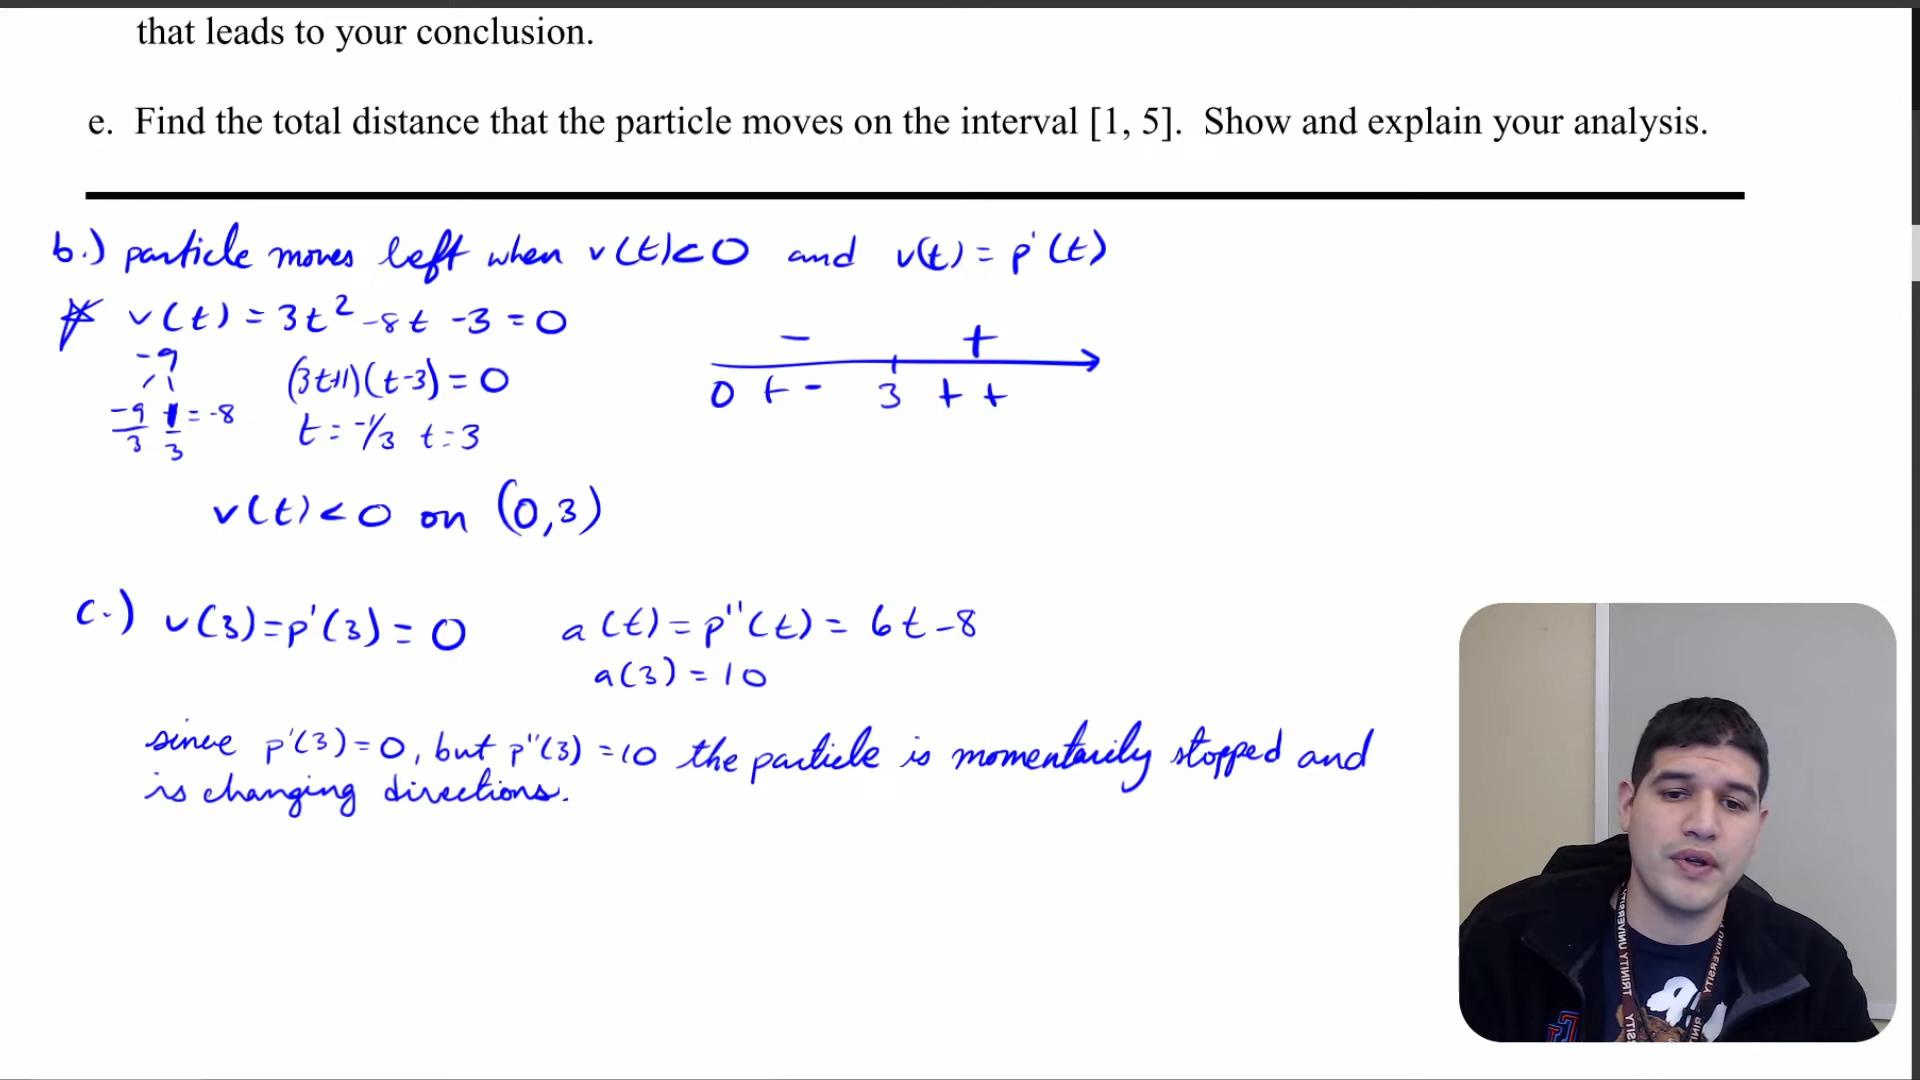 that leads to your conclusion.
e. Find the total distance that the particle moves on the interval [1, 5]. Show and explain your analysis.
b.) particle moves left when v(t)<0 and v(t) = p'(t)
* v(t) = 3t² -8t -3 = 0
- +
-9
(3t+1)(t-3) = 0
0 + - 3 + +
-9/3 1/3 = -8
t = -1/3 t = 3
v(t) < 0 on (0,3)
c.) v(3) = p'(3) = 0 a(t) = p''(t) = 6t -8
a(3) = 10
since p'(3) = 0, but p''(3) = 10 the particle is momentarily stopped and
is changing directions.
TRINITY UNIVERSITY